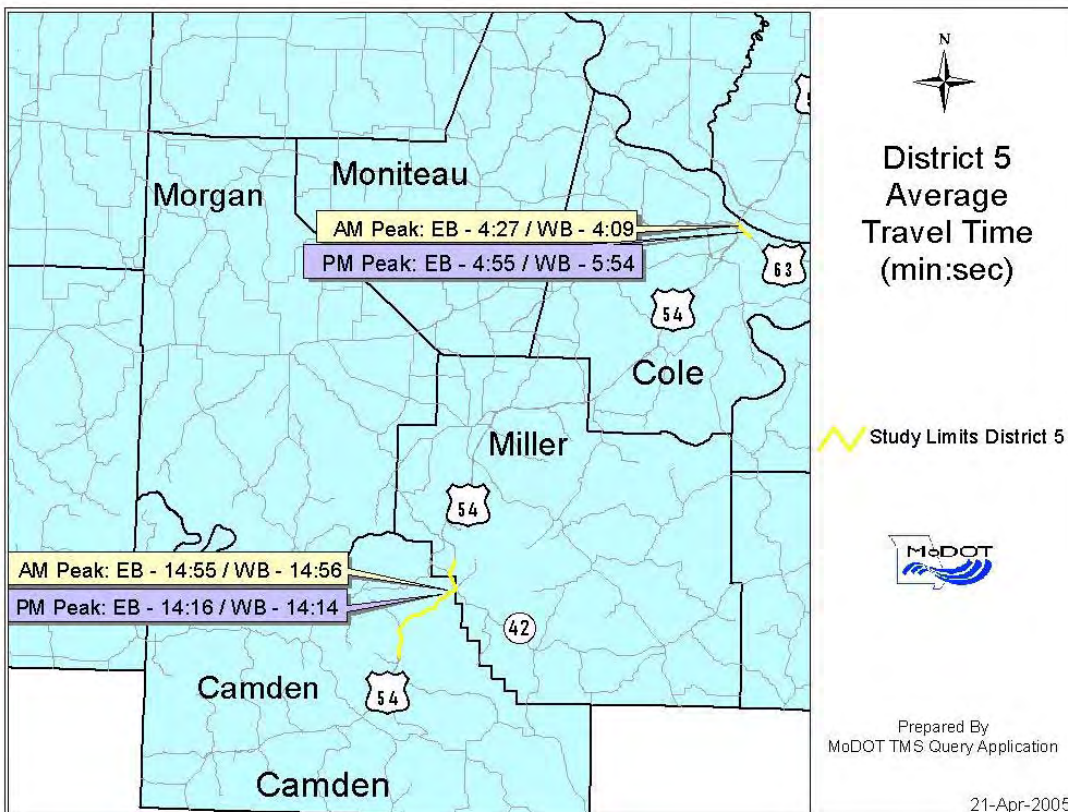 Morgan
Moniteau
AM Peak: EB - 4:27 / WB - 4:09
PM Peak: EB - 4:55 / WB - 5:54
63
54
Cole
Miller
54
AM Peak: EB - 14:55 / WB - 14:56
PM Peak: EB - 14:16 / WB - 14:14
42
Camden
54
Camden
N
District 5
Average
Travel Time
(min:sec)
Study Limits District 5
MoDOT
Prepared By
MoDOT TMS Query Application
21-Apr-2005